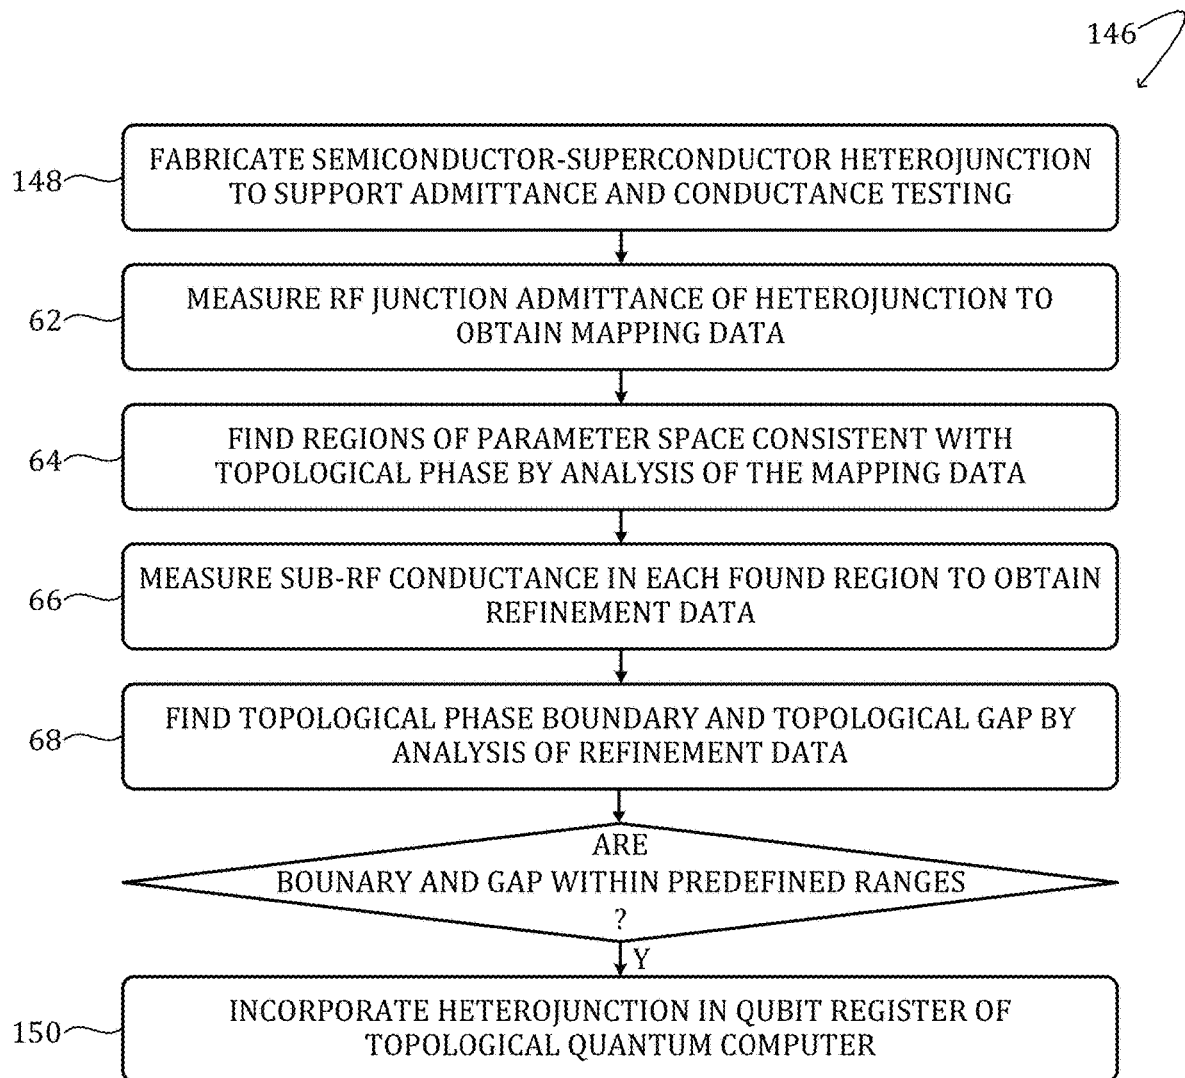 146
148
FABRICATE SEMICONDUCTOR-SUPERCONDUCTOR HETEROJUNCTION
TO SUPPORT ADMITTANCE AND CONDUCTANCE TESTING
62
MEASURE RF JUNCTION ADMITTANCE OF HETEROJUNCTION TO
OBTAIN MAPPING DATA
64
FIND REGIONS OF PARAMETER SPACE CONSISTENT WITH
TOPOLOGICAL PHASE BY ANALYSIS OF THE MAPPING DATA
66
MEASURE SUB-RF CONDUCTANCE IN EACH FOUND REGION TO OBTAIN
REFINEMENT DATA
68
FIND TOPOLOGICAL PHASE BOUNDARY AND TOPOLOGICAL GAP BY
ANALYSIS OF REFINEMENT DATA
ARE
BOUNARY AND GAP WITHIN PREDEFINED RANGES
?
Y
150
INCORPORATE HETEROJUNCTION IN QUBIT REGISTER OF
TOPOLOGICAL QUANTUM COMPUTER